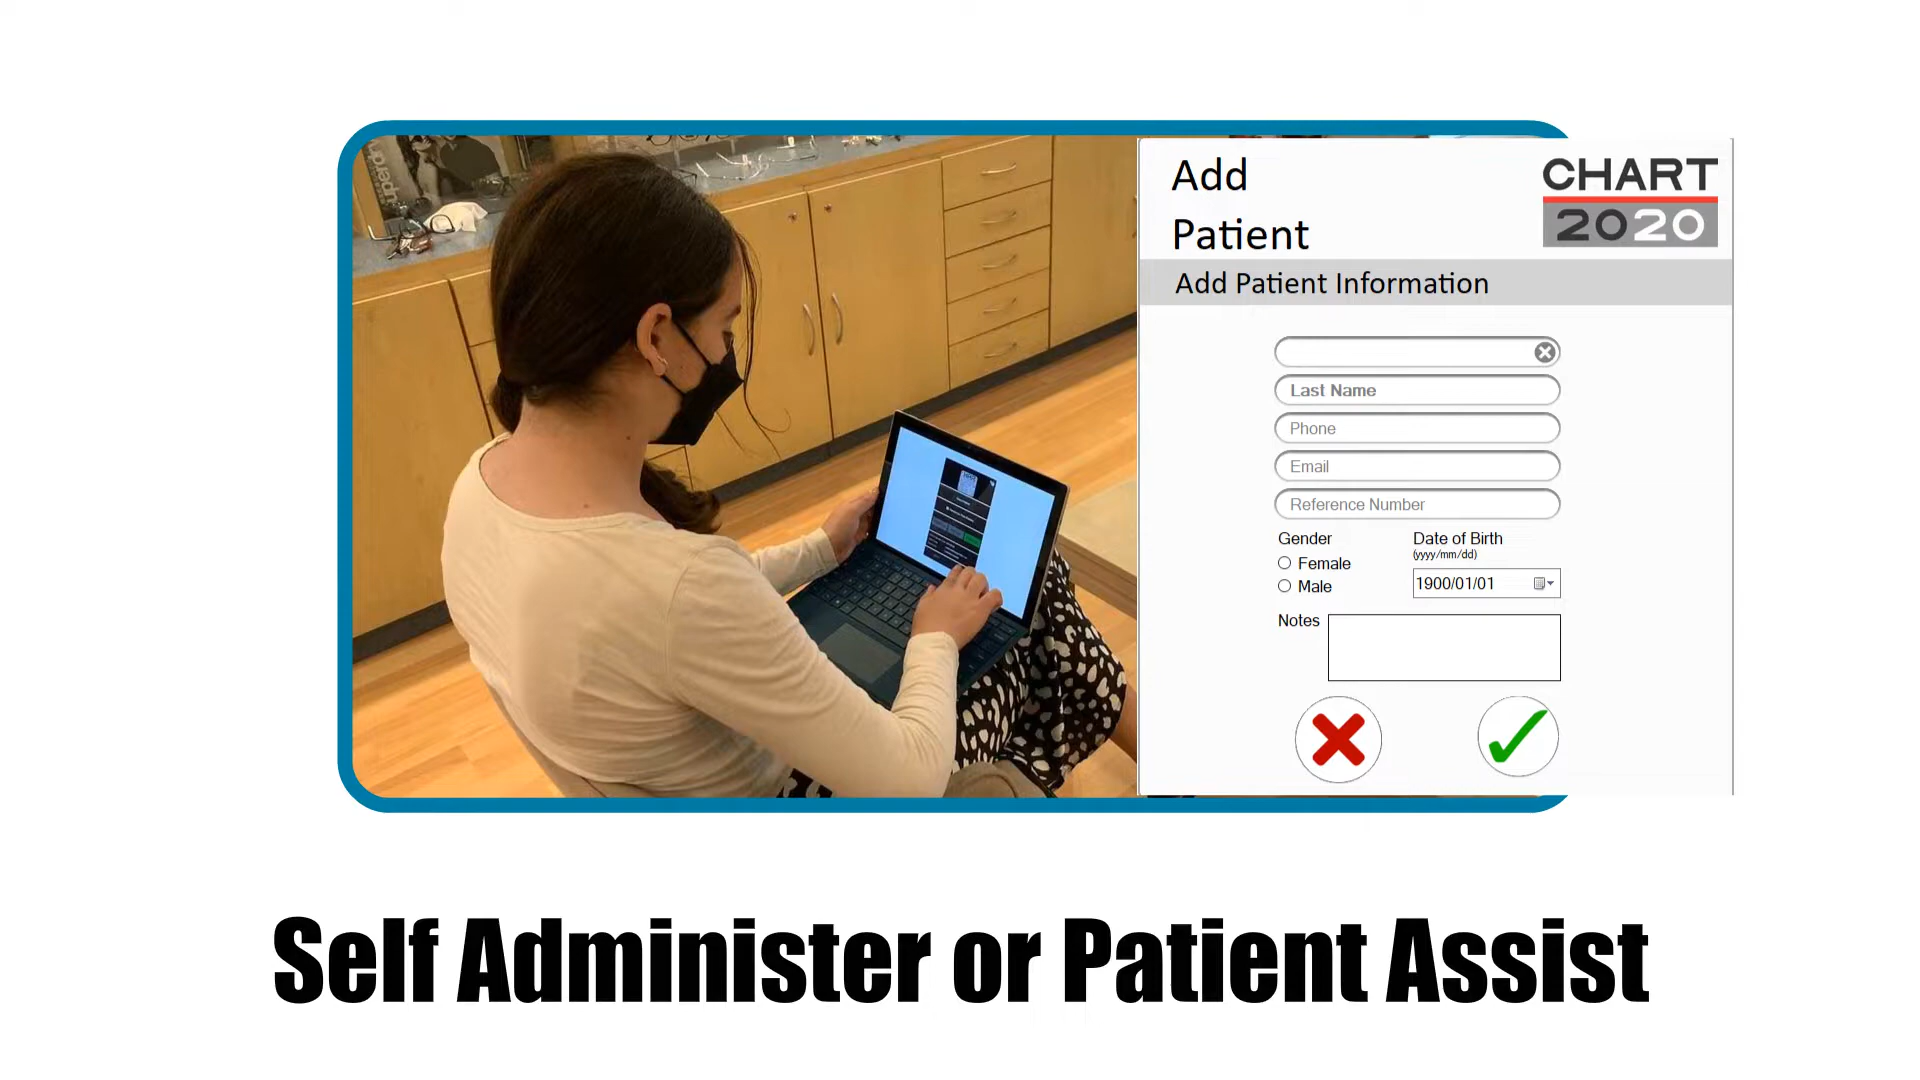 Add
Patient
CHART
2020
Add Patient Information
Last Name
Phone
Email
Reference Number
Gender
Female
Male
Date of Birth
(yyyy/mm/dd)
1900/01/01
Notes
Self Administer or Patient Assist